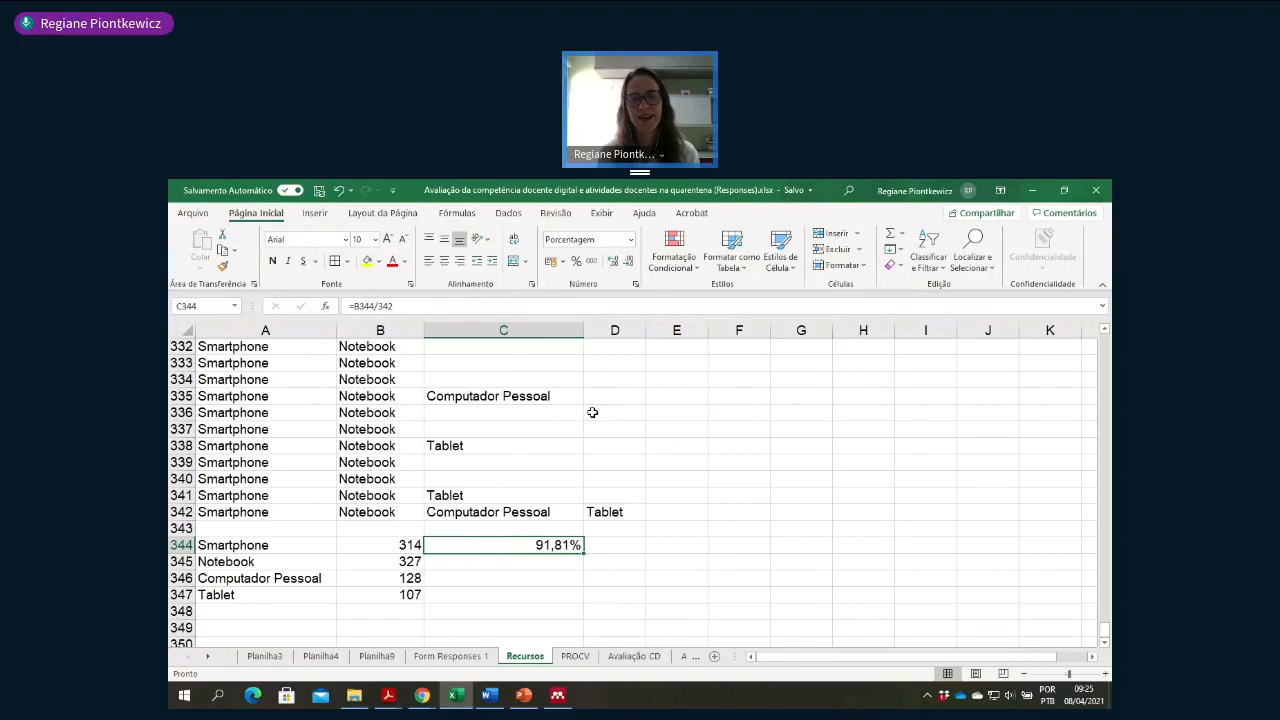 Regiane Piontkewicz
Regiane Piontk...
Salvamento Automático
Avaliação da competência docente digital e atividades docentes na quarentena (Responses).xlsx - Salvo
Regiane Piontkewicz
RP
Arquivo Página Inicial Inserir Layout da Página Fórmulas Dados Revisão Exibir Ajuda Acrobat
Compartilhar Comentários
Colar
Arial 10
N I S
Porcentagem
% 000
Formatação Condicional
Formatar como Tabela
Estilos de Célula
Inserir
Excluir
Formatar
Classificar e Filtrar
Localizar e Selecionar
Confidencialidade
Área de Transferência Fonte Alinhamento Número Estilos Células Edição Confidencialidade
C344 fx =B344/342
A B C D E F G H I J K
332 Smartphone Notebook
333 Smartphone Notebook
334 Smartphone Notebook
335 Smartphone Notebook Computador Pessoal
336 Smartphone Notebook
337 Smartphone Notebook
338 Smartphone Notebook Tablet
339 Smartphone Notebook
340 Smartphone Notebook
341 Smartphone Notebook Tablet
342 Smartphone Notebook Computador Pessoal Tablet
343
344 Smartphone 314 91,81%
345 Notebook 327
346 Computador Pessoal 128
347 Tablet 107
348
349
350
Planilha3 Planilha4 Planilha9 Form Responses 1 Recursos PROCV Avaliação CD A ...
Pronto
POR 09:25
PTB 08/04/2021